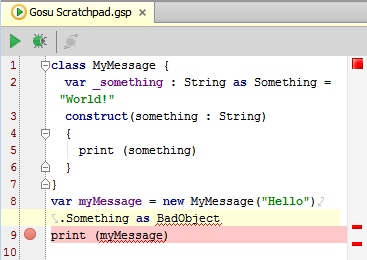 Gosu Scratchpad.gsp ×
1 class MyMessage {
2 var _something : String as Something =
"World!"
3 construct(something : String)
4 {
5 print (something)
6 }
7 }
8 var myMessage = new MyMessage("Hello")
.Something as BadObject
9 print (myMessage)
10